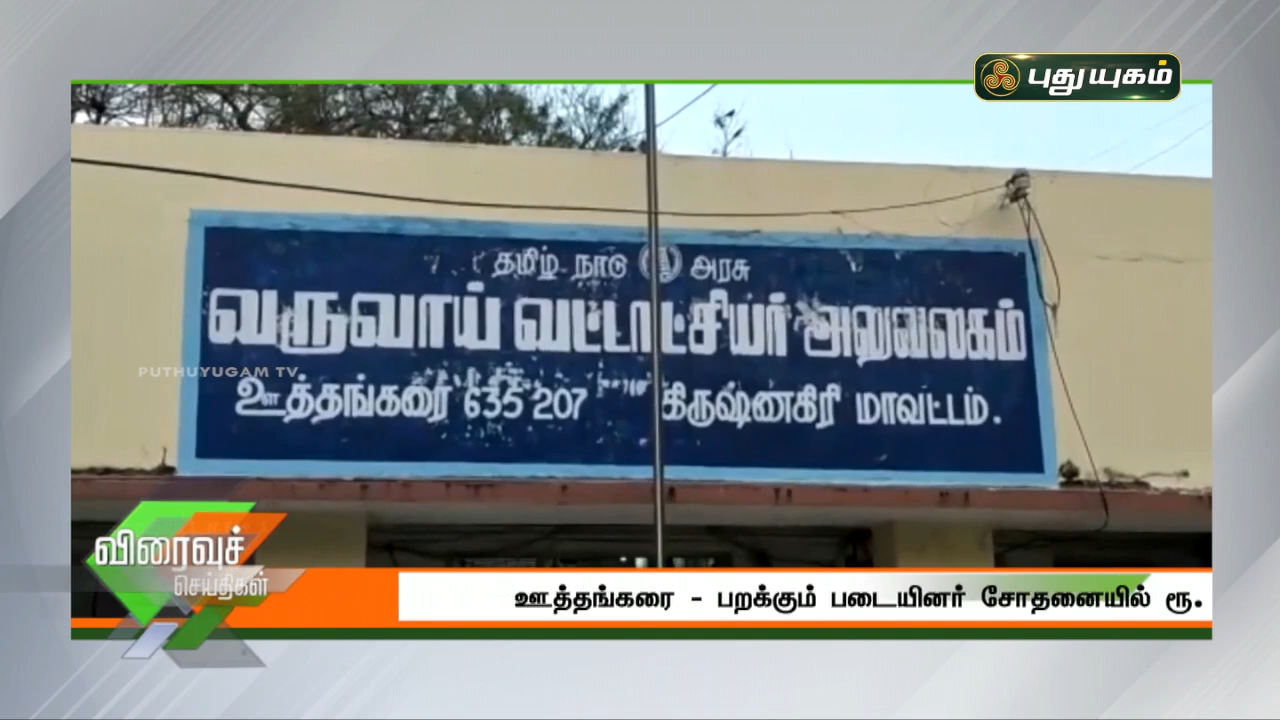 புதுயுகம்
தமிழ் நாடு அரசு
வருவாய் வட்டாட்சியர் அலுவலகம்
ஊத்தங்கரை 635 207 கிருஷ்ணகிரி மாவட்டம்.
PUTHUYUGAM TV
விரைவுச்
செய்திகள்
ஊத்தங்கரை - பறக்கும் படையினர் சோதனையில் ரூ.